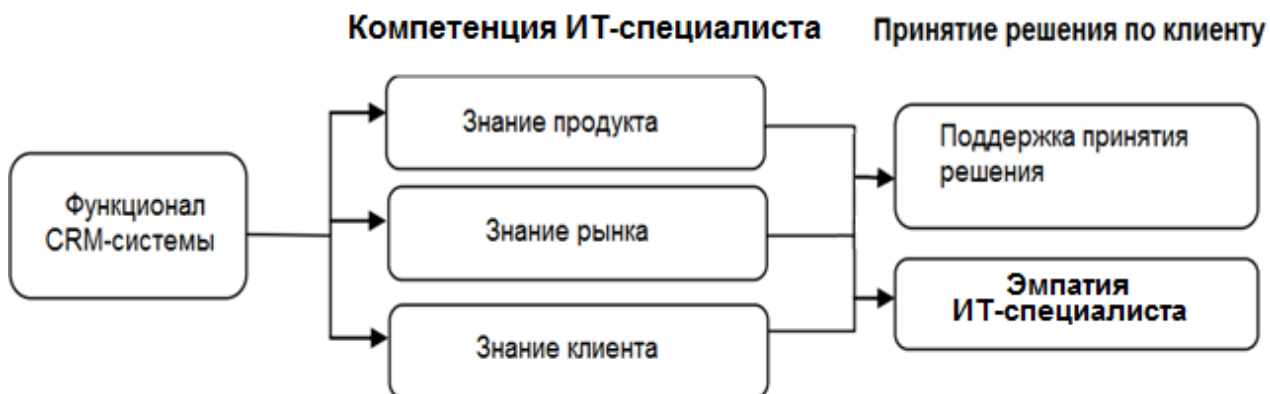 Компетенция ИТ-специалиста
Принятие решения по клиенту
Функционал
CRM-системы
Знание продукта
Знание рынка
Знание клиента
Поддержка принятия
решения
Эмпатия
ИТ-специалиста